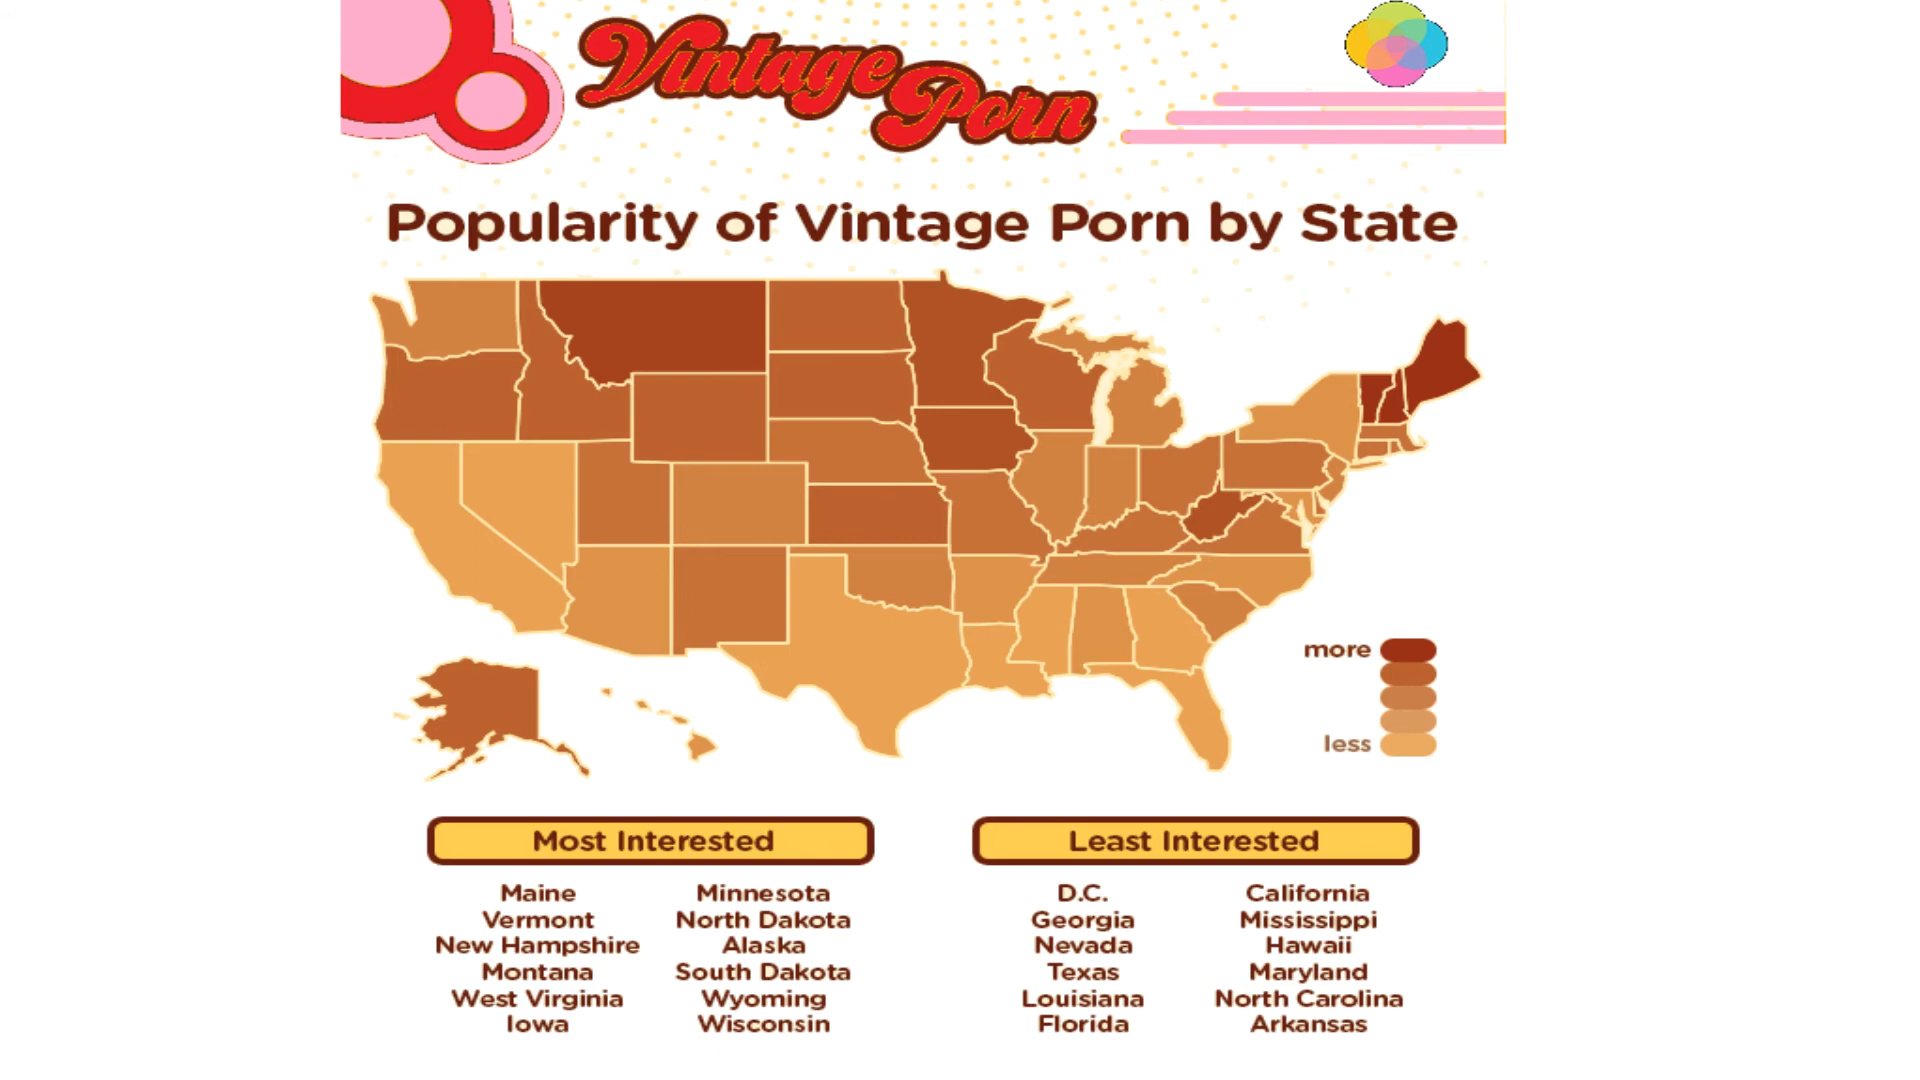 Vintage
Porn
Popularity of Vintage Porn by State
more
less
Most Interested
Maine
Vermont
New Hampshire
Montana
West Virginia
Iowa
Minnesota
North Dakota
Alaska
South Dakota
Wyoming
Wisconsin
Least Interested
D.C.
Georgia
Nevada
Texas
Louisiana
Florida
California
Mississippi
Hawaii
Maryland
North Carolina
Arkansas